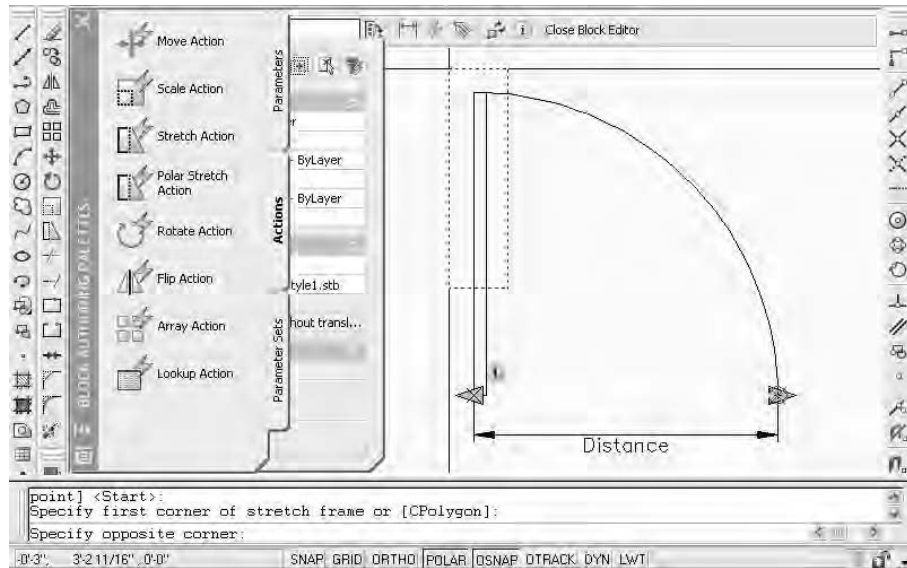 Close Block Editor
Move Action
Scale Action
Stretch Action
Polar Stretch
Action
Rotate Action
Flip Action
Array Action
Lookup Action
Parameters
Actions
Parameter Sets
BLOCK AUTHORING PALETTES
ByLayer
ByLayer
tyle1.stb
hout transl...
Distance
point] <Start>:
Specify first corner of stretch frame or [CPolygon]:
Specify opposite corner:
-0'-3", 3'-2 11/16", 0'-0" SNAP GRID ORTHO POLAR OSNAP OTRACK DYN LWT